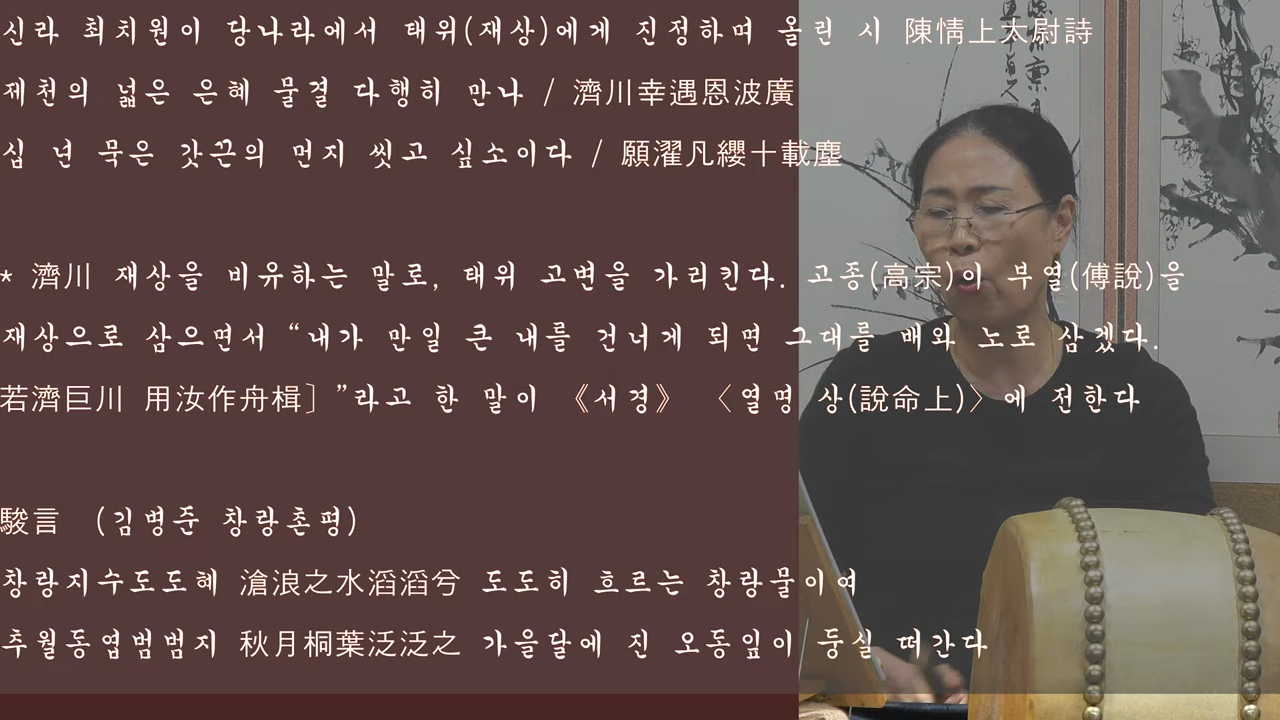 신라 최치원이 당나라에서 태위(재상)에게 진정하며 올린 시 陳情上太尉詩
제천의 넓은 은혜 물결 다행히 만나 / 濟川幸遇恩波廣
십 년 묵은 갓끈의 먼지 씻고 싶소이다 / 願濯凡纓十載塵
* 濟川 재상을 비유하는 말로, 태위 고변을 가리킨다. 고종(高宗)이 부열(傅說)을
재상으로 삼으면서 “내가 만일 큰 내를 건너게 되면 그대를 배와 노로 삼겠다.
若濟巨川 用汝作舟楫〕”라고 한 말이 《서경》 〈열명 상(說命上)〉에 전한다
駿言 (김병준 창랑촌평)
창랑지수도도혜 滄浪之水滔滔兮 도도히 흐르는 창랑물이여
추월동엽범범지 秋月桐葉泛泛之 가을달에 진 오동잎이 둥실 떠간다